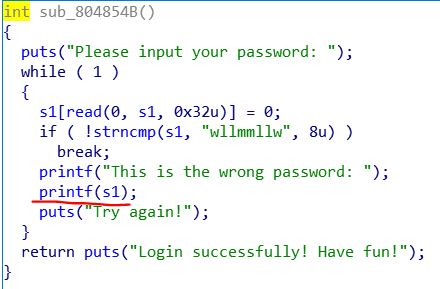 int sub_804854B()
{
puts("Please input your password: ");
while ( 1 )
{
s1[read(0, s1, 0x32u)] = 0;
if ( !strncmp(s1, "wllmmllw", 8u) )
break;
printf("This is the wrong password: ");
printf(s1);
puts("Try again!");
}
return puts("Login successfully! Have fun!");
}